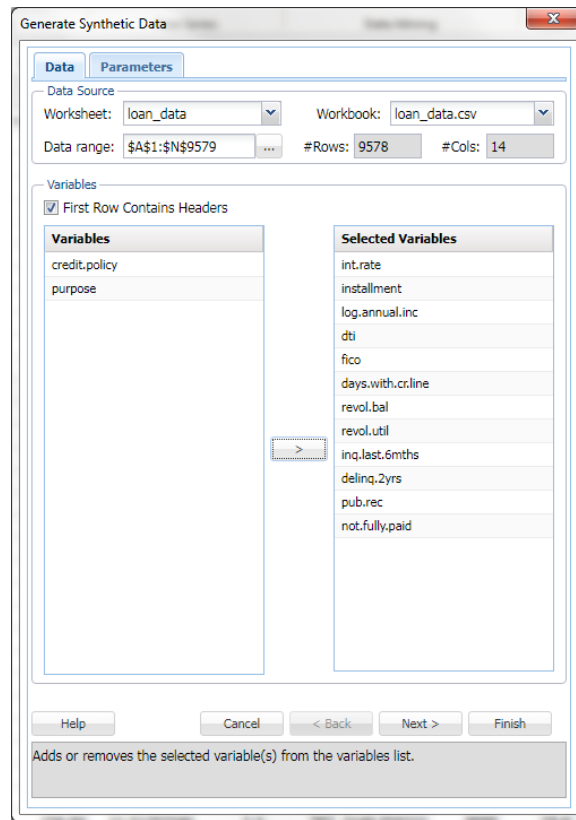 Generate Synthetic Data
Data Parameters
Data Source
Worksheet: loan_data Workbook: loan_data.csv
Data range: $A$1:$N$9579 ... #Rows: 9578 #Cols: 14
Variables
First Row Contains Headers
Variables Selected Variables
credit.policy int.rate
purpose installment
log.annual.inc
dti
fico
days.with.cr.line
revol.bal
revol.util
>
inq.last.6mths
delinq.2yrs
pub.rec
not.fully.paid
Help Cancel < Back Next > Finish
Adds or removes the selected variable(s) from the variables list.